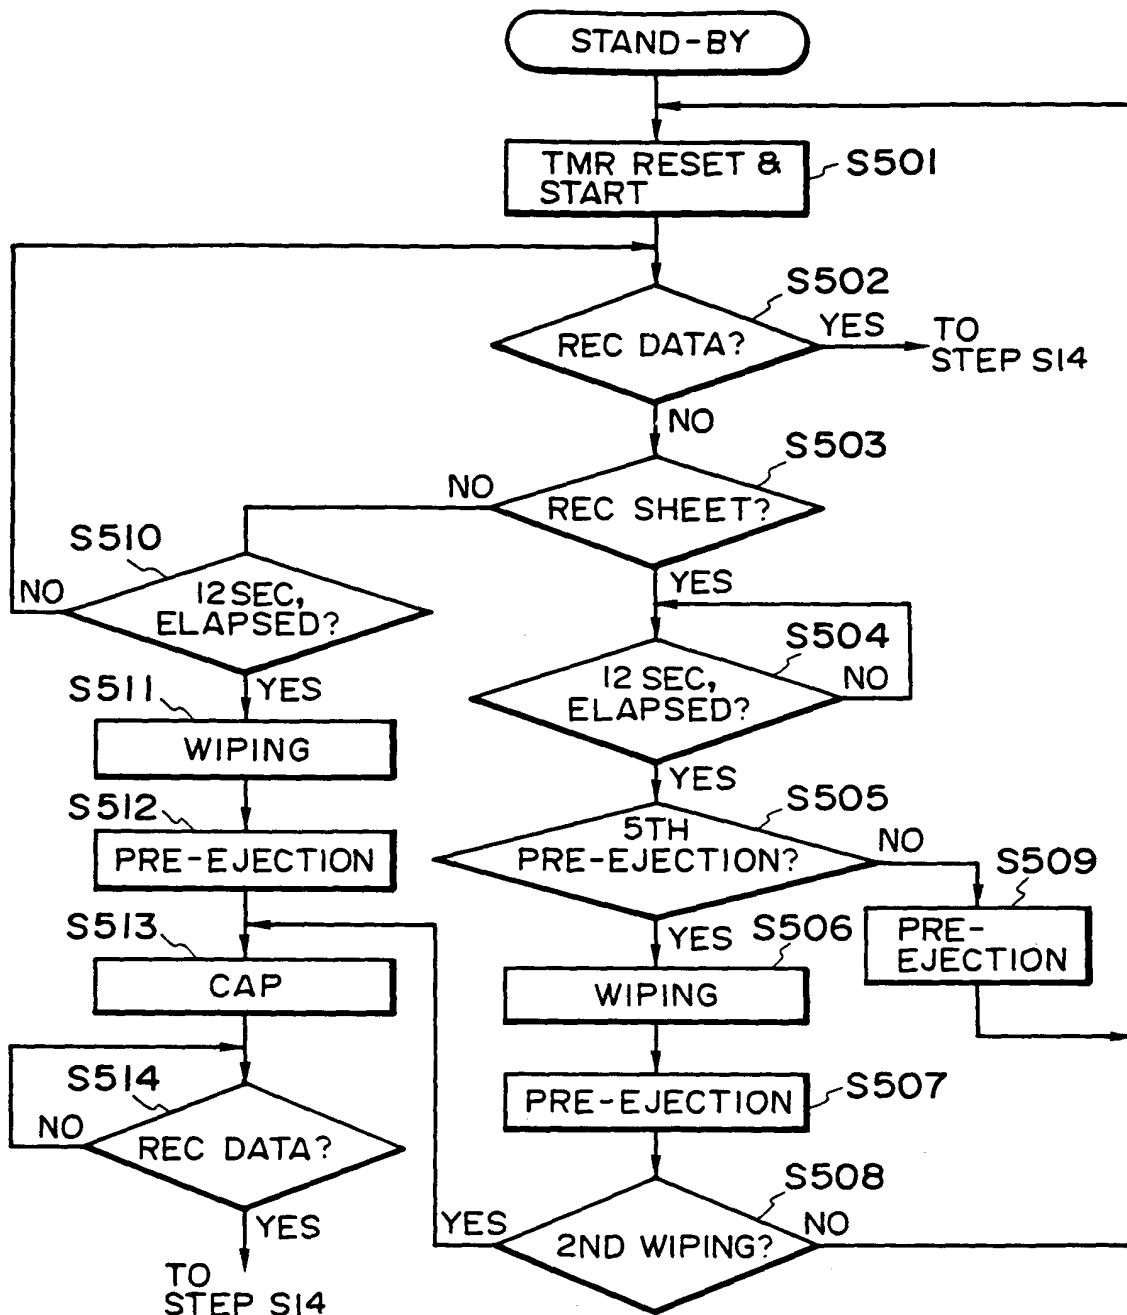 STAND-BY
TMR RESET &
START
S501
S502
REC DATA?
YES
TO
STEP S14
NO
S503
NO
REC SHEET?
S510
YES
NO
12SEC,
ELAPSED?
S504
12 SEC,
ELAPSED?
NO
S511
YES
WIPING
YES
S512
S505
5TH
PRE-EJECTION?
NO
PRE-EJECTION
S509
S513
YES
S506
PRE-
EJECTION
CAP
WIPING
S514
S507
PRE-EJECTION
NO
REC DATA?
S508
YES
YES
2ND WIPING?
NO
TO
STEP S14